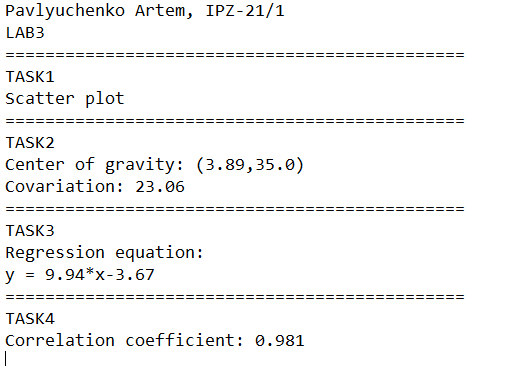 Pavlyuchenko Artem, IPZ-21/1
LAB3
==============================================
TASK1
Scatter plot
==============================================
TASK2
Center of gravity: (3.89,35.0)
Covariation: 23.06
==============================================
TASK3
Regression equation:
y = 9.94*x-3.67
==============================================
TASK4
Correlation coefficient: 0.981